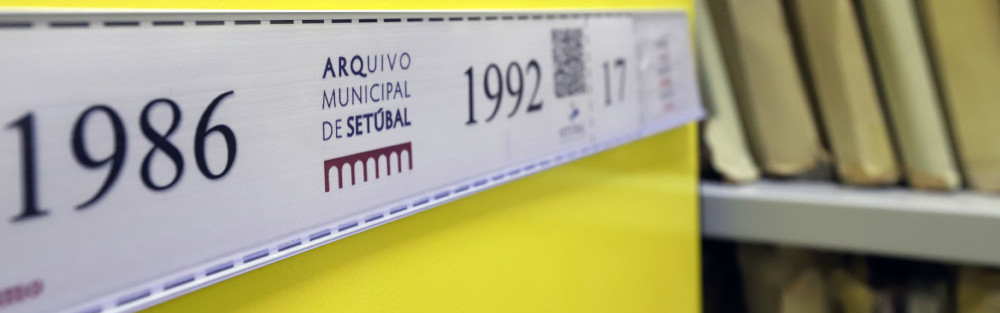 1986
ARQUIVO
MUNICIPAL
DE SETÚBAL
1992
17